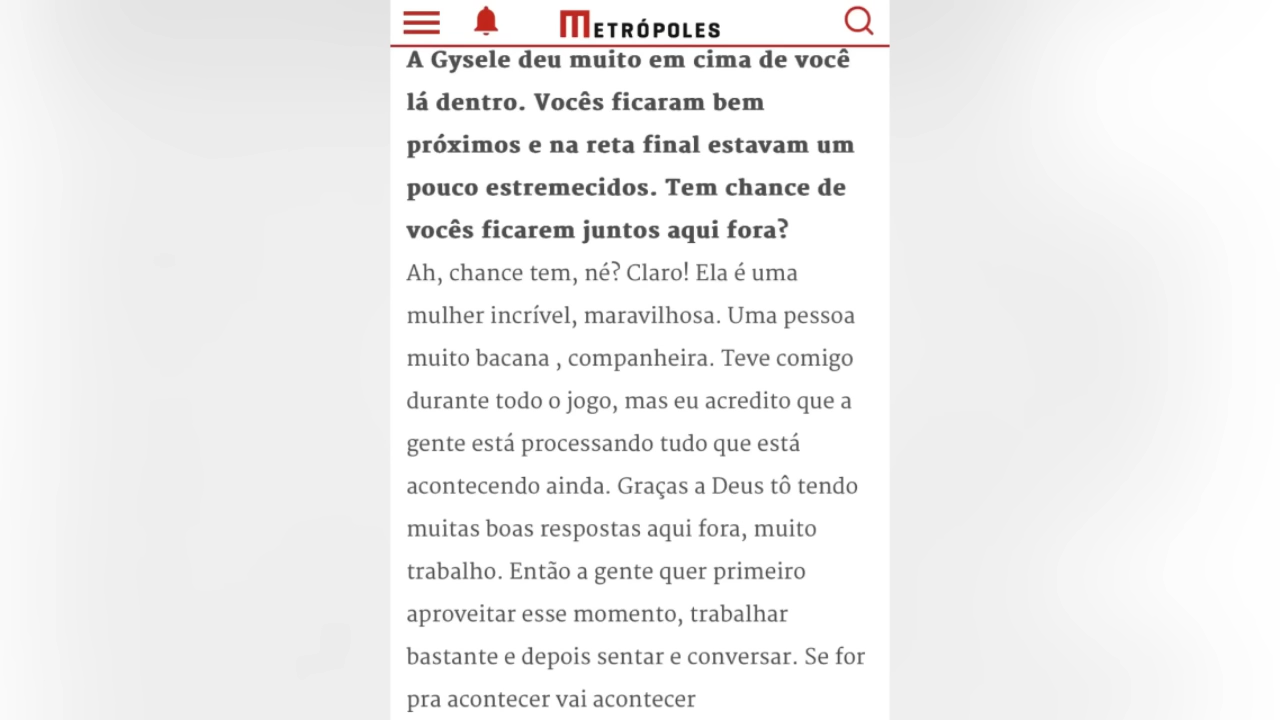 METRÓPOLES
A Gysele deu muito em cima de você
lá dentro. Vocês ficaram bem
próximos e na reta final estavam um
pouco estremecidos. Tem chance de
vocês ficarem juntos aqui fora?
Ah, chance tem, né? Claro! Ela é uma
mulher incrível, maravilhosa. Uma pessoa
muito bacana , companheira. Teve comigo
durante todo o jogo, mas eu acredito que a
gente está processando tudo que está
acontecendo ainda. Graças a Deus tô tendo
muitas boas respostas aqui fora, muito
trabalho. Então a gente quer primeiro
aproveitar esse momento, trabalhar
bastante e depois sentar e conversar. Se for
pra acontecer vai acontecer